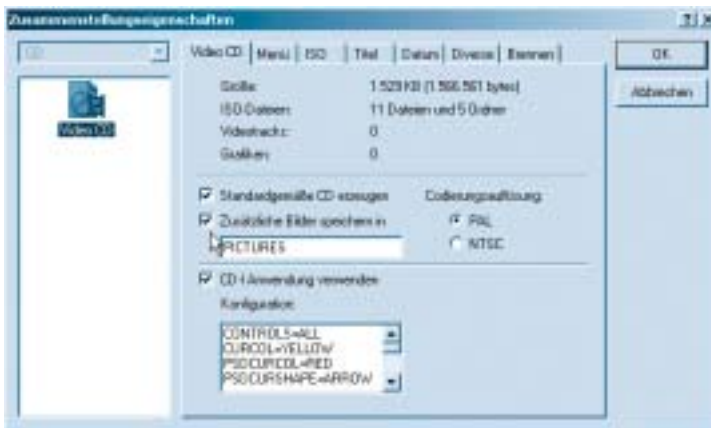 Zusammenstellungseigenschaften
CD
Video CD
Video CD Menü ISO Titel Datum Diverse Brennen
OK
Abbrechen
Größe: 1.529 KB (1.566.561 bytes)
ISO-Dateien: 11 Dateien und 5 Ordner
Videotracks: 0
Grafiken: 0
Standardgemäße CD erzeugen
Codierungsauflösung:
Zusätzliche Bilder speichern in
PAL
PICTURES
NTSC
CD-I Anwendung verwenden
Konfiguration:
CONTROLS=ALL
CURCOL=YELLOW
PSDCURCOL=RED
PSDCURSHAPE=ARROW